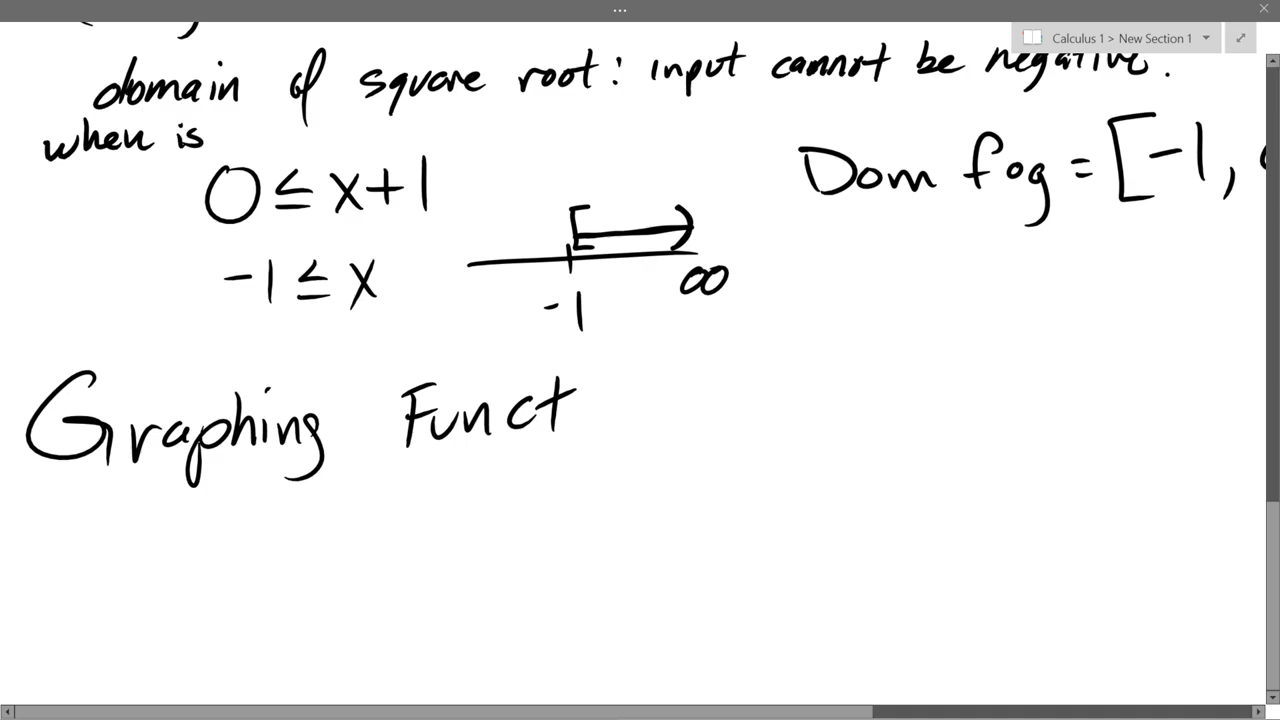 Calculus 1 > New Section 1
domain of square root: input cannot be negative.
when is
0 ≤ x+1
Dom fog = [-1,
-1 ≤ x
-1
∞
Graphing Funct